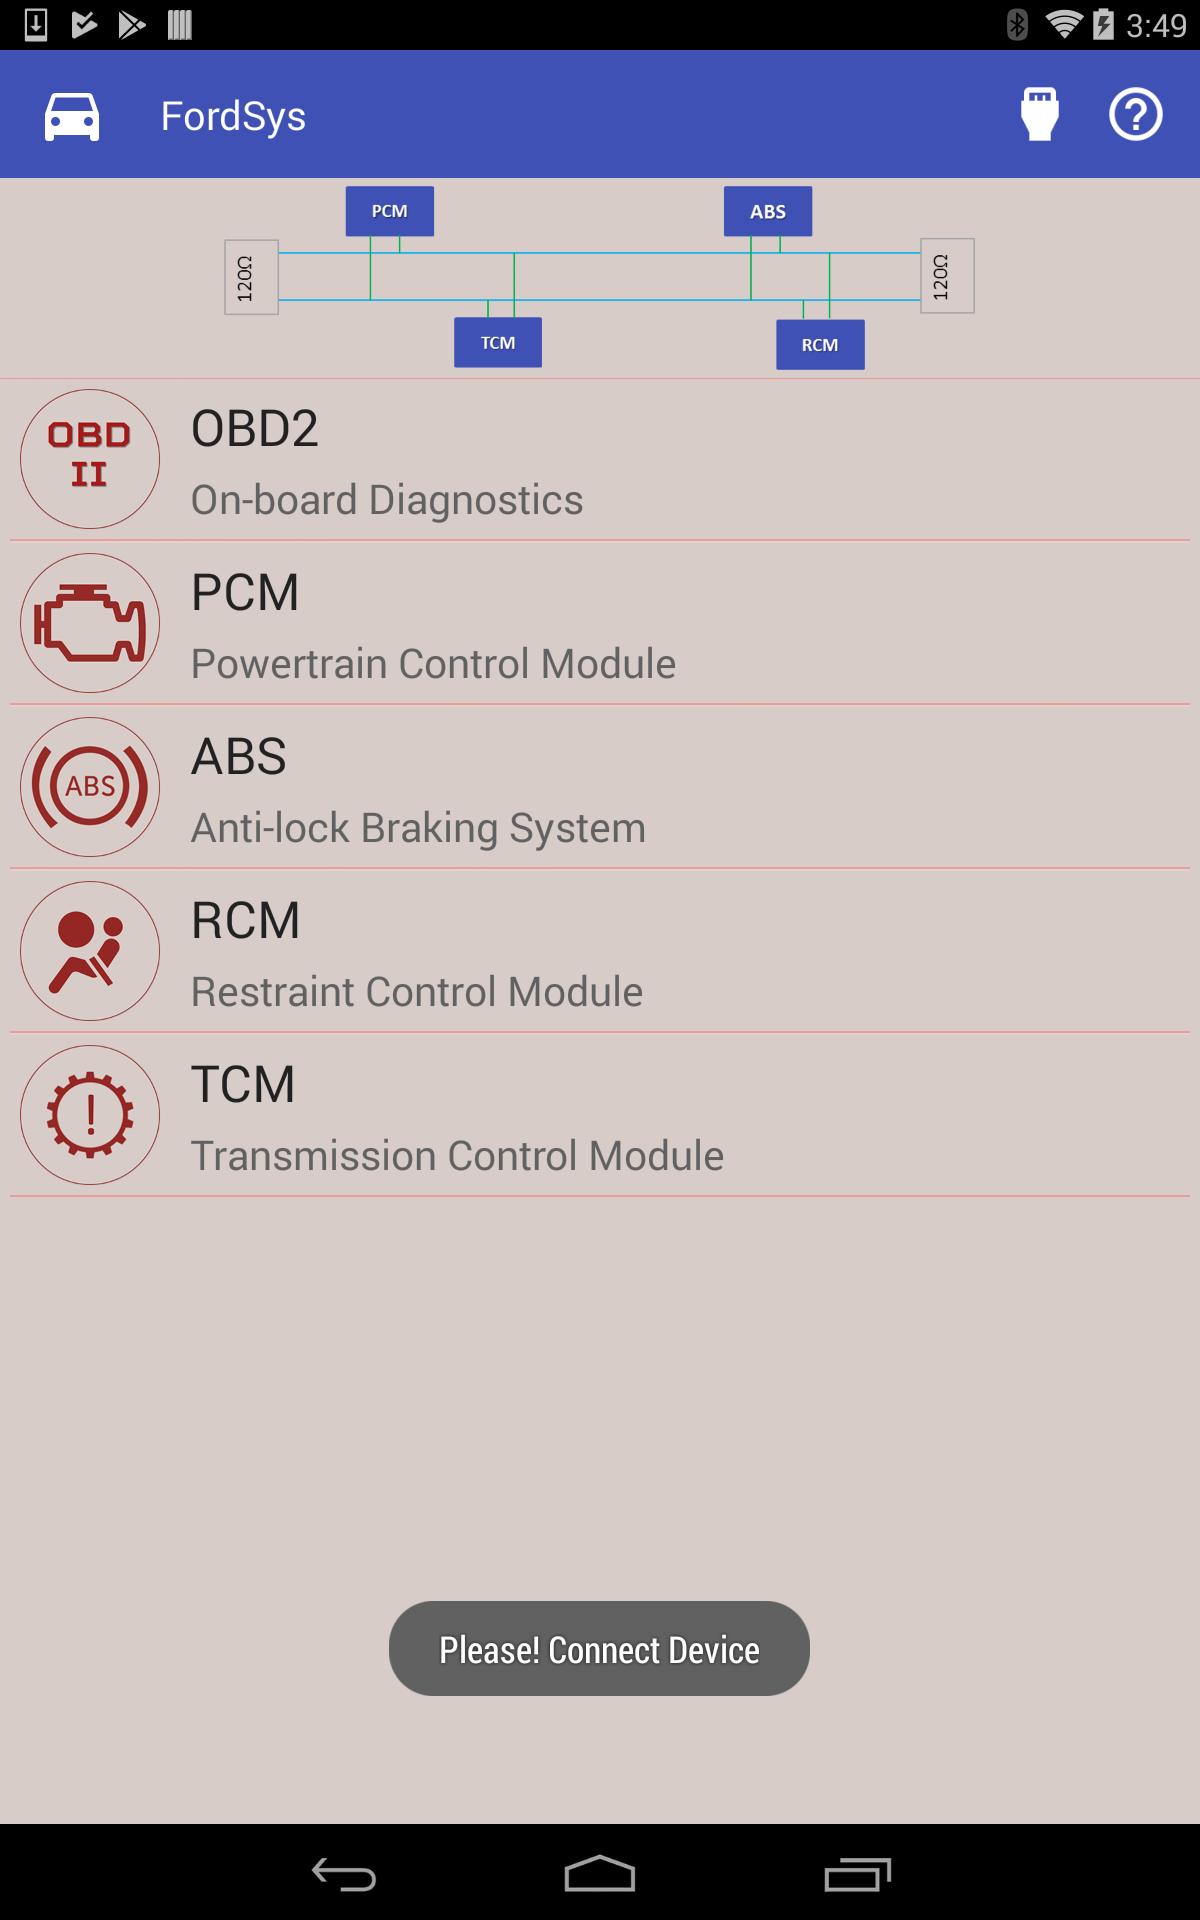 3:49
FordSys
PCM
ABS
120Ω
120Ω
TCM
RCM
OBD
II
OBD2
On-board Diagnostics
PCM
Powertrain Control Module
ABS
ABS
Anti-lock Braking System
RCM
Restraint Control Module
!
TCM
Transmission Control Module
Please! Connect Device